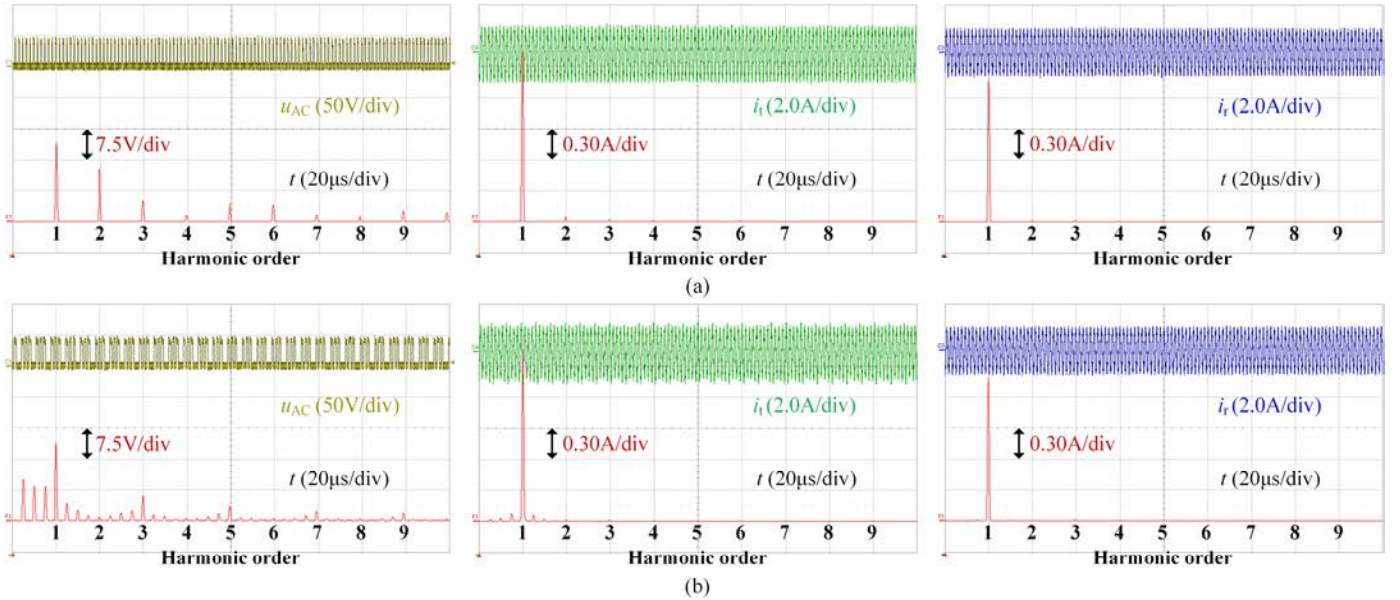 u_AC (50V/div)
7.5V/div
t (20μs/div)
1 2 3 4 5 6 7 8 9
Harmonic order
i_t (2.0A/div)
0.30A/div
t (20μs/div)
1 2 3 4 5 6 7 8 9
Harmonic order
i_r (2.0A/div)
0.30A/div
t (20μs/div)
1 2 3 4 5 6 7 8 9
Harmonic order
(a)
u_AC (50V/div)
7.5V/div
t (20μs/div)
1 2 3 4 5 6 7 8 9
Harmonic order
i_t (2.0A/div)
0.30A/div
t (20μs/div)
1 2 3 4 5 6 7 8 9
Harmonic order
i_r (2.0A/div)
0.30A/div
t (20μs/div)
1 2 3 4 5 6 7 8 9
Harmonic order
(b)